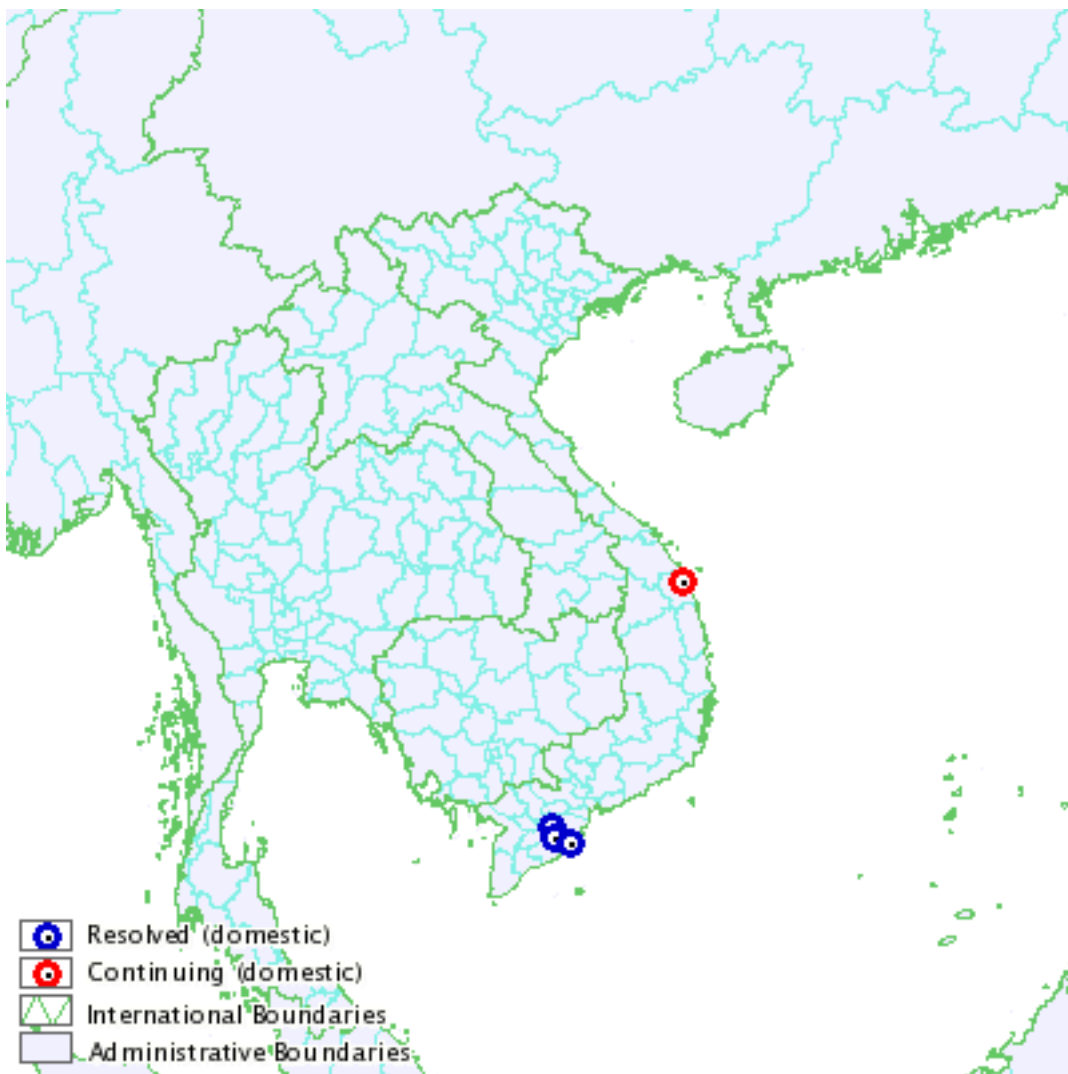 Resolved (domestic)
Continuing (domestic)
International Boundaries
Administrative Boundaries